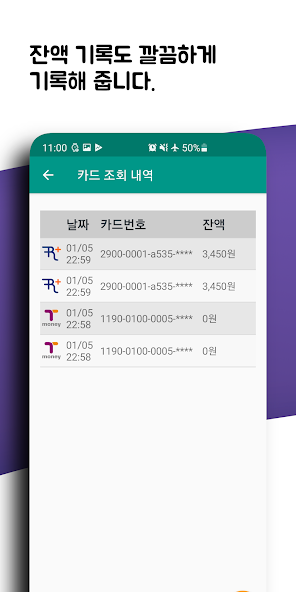 잔액 기록도 깔끔하게
기록해 줍니다.
11:00 50%
카드 조회 내역
날짜 카드번호 잔액
R+ 01/05 22:59 2900-0001-a535-**** 3,450원
R+ 01/05 22:59 2900-0001-a535-**** 3,450원
T money 01/05 22:58 1190-0100-0005-**** 0원
T money 01/05 22:58 1190-0100-0005-**** 0원